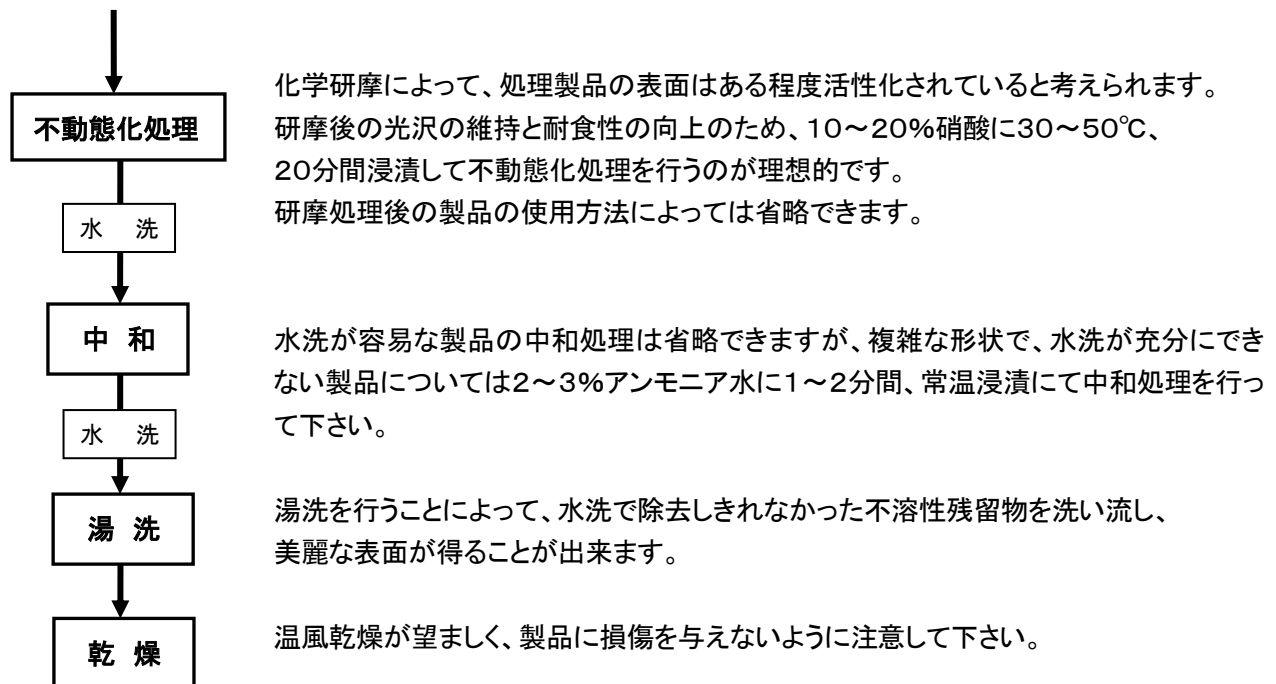 化学研摩によって、処理製品の表面はある程度活性化されていると考えられます。
不動態化処理
研摩後の光沢の維持と耐食性の向上のため、10～20%硝酸に30～50℃、
20分間浸漬して不動態化処理を行うのが理想的です。
研摩処理後の製品の使用方法によっては省略できます。
水 洗
中 和
水洗が容易な製品の中和処理は省略できますが、複雑な形状で、水洗が充分にでき
ない製品については2～3%アンモニア水に1～2分間、常温浸漬にて中和処理を行っ
て下さい。
水 洗
湯 洗
湯洗を行うことによって、水洗で除去しきれなかった不溶性残留物を洗い流し、
美麗な表面が得ることが出来ます。
乾 燥
温風乾燥が望ましく、製品に損傷を与えないように注意して下さい。